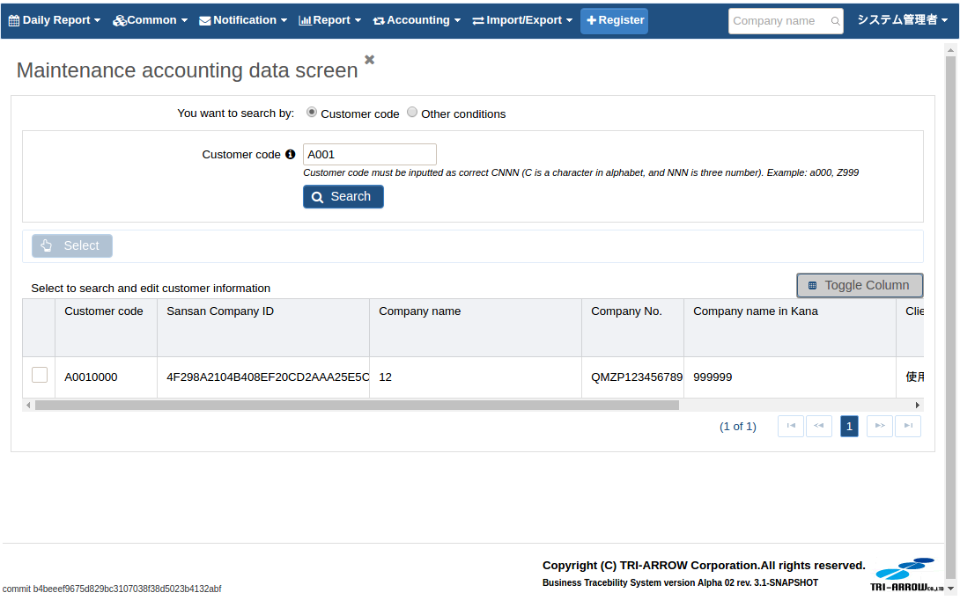 Daily Report Common Notification Report Accounting Import/Export Register Company name システム管理者
Maintenance accounting data screen
You want to search by: Customer code Other conditions
Customer code A001
Customer code must be inputted as correct CNNN (C is a character in alphabet, and NNN is three number). Example: a000, Z999
Search
Select
Select to search and edit customer information Toggle Column
Customer code Sansan Company ID Company name Company No. Company name in Kana Clie
A0010000 4F298A2104B408EF20CD2AAA25E5C 12 QMZP123456789 999999 使用
(1 of 1) 1
Copyright (C) TRI-ARROW Corporation.All rights reserved.
Business Tracebility System version Alpha 02 rev. 3.1-SNAPSHOT
TRI-ARROW CO.,LTD
commit b4beeef9675d829bc3107038f38d5023b4132abf